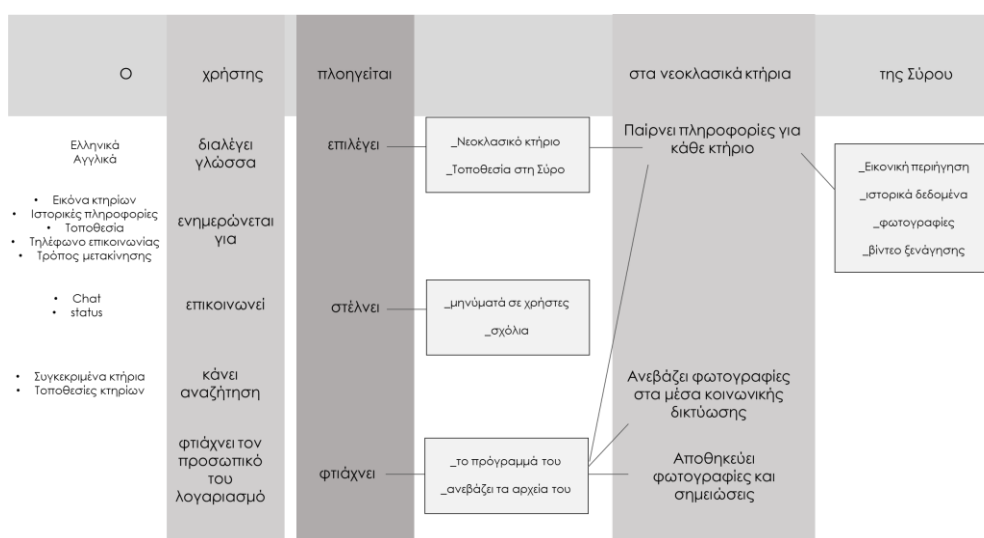 Ο
χρήστης
πλοηγείται
στα νεοκλασικά κτήρια
της Σύρου
Ελληνικά
Αγγλικά
διαλέγει
γλώσσα
επιλέγει
_Νεοκλασικό κτήριο
_Τοποθεσία στη Σύρο
Παίρνει πληροφορίες για
κάθε κτήριο
_Εικονική περιήγηση
_ιστορικά δεδομένα
_φωτογραφίες
_βίντεο ξενάγησης
• Εικόνα κτηρίων
• Ιστορικές πληροφορίες
• Τοποθεσία
• Τηλέφωνο επικοινωνίας
• Τρόπος μετακίνησης
ενημερώνεται
για
• Chat
• status
επικοινωνεί
στέλνει
_μηνύματά σε χρήστες
_σχόλια
• Συγκεκριμένα κτήρια
• Τοποθεσίες κτηρίων
κάνει
αναζήτηση
Ανεβάζει φωτογραφίες
στα μέσα κοινωνικής
δικτύωσης
φτιάχνει τον
προσωπικό
του
λογαριασμό
φτιάχνει
_το πρόγραμμά του
_ανεβάζει τα αρχεία του
Αποθηκεύει
φωτογραφίες και
σημειώσεις